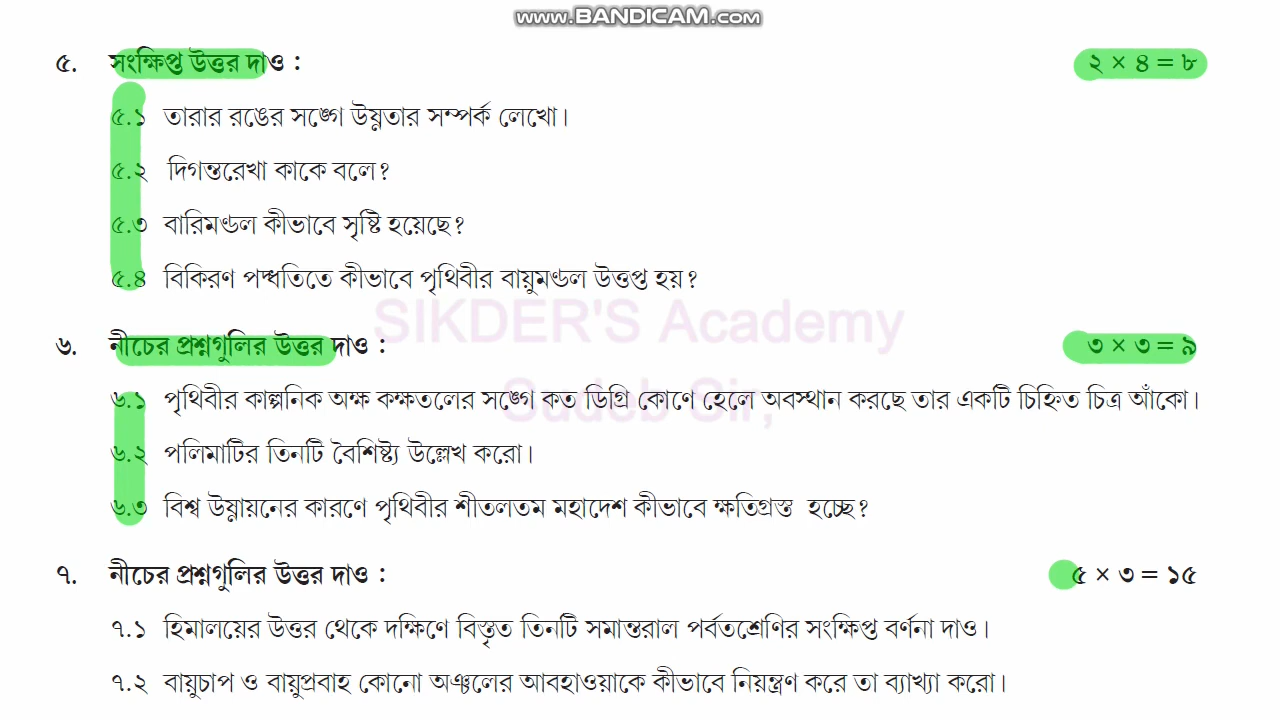 www.BANDICAM.com
৫. সংক্ষিপ্ত উত্তর দাও : ২ × ৪ = ৮
৫.১ তারার রঙের সঙ্গে উষ্ণতার সম্পর্ক লেখো।
৫.২ দিগন্তরেখা কাকে বলে?
৫.৩ বারিমণ্ডল কীভাবে সৃষ্টি হয়েছে?
৫.৪ বিকিরণ পদ্ধতিতে কীভাবে পৃথিবীর বায়ুমণ্ডল উত্তপ্ত হয়?
SIKDER'S Academy
৬. নীচের প্রশ্নগুলির উত্তর দাও : ৩ × ৩ = ৯
৬.১ পৃথিবীর কাল্পনিক অক্ষ কক্ষতলের সঙ্গে কত ডিগ্রি কোণে হেলে অবস্থান করছে তার একটি চিহ্নিত চিত্র আঁকো।
Sudeb Sir,
৬.২ পলিমাটির তিনটি বৈশিষ্ট্য উল্লেখ করো।
৬.৩ বিশ্ব উষ্ণায়নের কারণে পৃথিবীর শীতলতম মহাদেশ কীভাবে ক্ষতিগ্রস্ত হচ্ছে?
৭. নীচের প্রশ্নগুলির উত্তর দাও : ৫ × ৩ = ১৫
৭.১ হিমালয়ের উত্তর থেকে দক্ষিণে বিস্তৃত তিনটি সমান্তরাল পর্বতশ্রেণির সংক্ষিপ্ত বর্ণনা দাও।
৭.২ বায়ুচাপ ও বায়ুপ্রবাহ কোনো অঞ্চলের আবহাওয়াকে কীভাবে নিয়ন্ত্রণ করে তা ব্যাখ্যা করো।